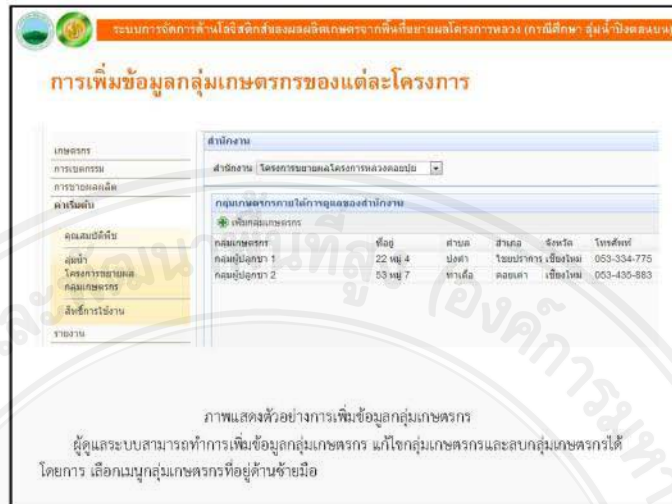 ระบบการจัดการด้านโลจิสติกส์ของผลผลิตเกษตรจากพื้นที่ขยายผลโครงการหลวง (กรณีศึกษา ลุ่มน้ำปิงตอนบน)
การเพิ่มข้อมูลกลุ่มเกษตรกรของแต่ละโครงการ
เกษตรกร
การเขตกรรม
การขายผลผลิต
ค่าเริ่มต้น
คุณสมบัติพืช
ลุ่มน้ำ
โครงการขยายผล
กลุ่มเกษตรกร
สิทธิ์การใช้งาน
รายงาน
สำนักงาน
สำนักงาน โครงการขยายผลโครงการหลวงดอยปุย
กลุ่มเกษตรกรภายใต้การดูแลของสำนักงาน
เพิ่มกลุ่มเกษตรกร
กลุ่มเกษตรกร ที่อยู่ ตำบล อำเภอ จังหวัด โทรศัพท์
กลุ่มผู้ปลูกชา 1 22 หมู่ 4 ปงตำ ไชยปราการ เชียงใหม่ 053-334-775
กลุ่มผู้ปลูกชา 2 53 หมู่ 7 ท่าเดื่อ ดอยเต่า เชียงใหม่ 053-435-883
ภาพแสดงตัวอย่างการเพิ่มข้อมูลกลุ่มเกษตรกร
ผู้ดูแลระบบสามารถทำการเพิ่มข้อมูลกลุ่มเกษตรกร แก้ไขกลุ่มเกษตรกรและลบกลุ่มเกษตรกรได้
โดยการ เลือกเมนูกลุ่มเกษตรกรที่อยู่ด้านซ้ายมือ